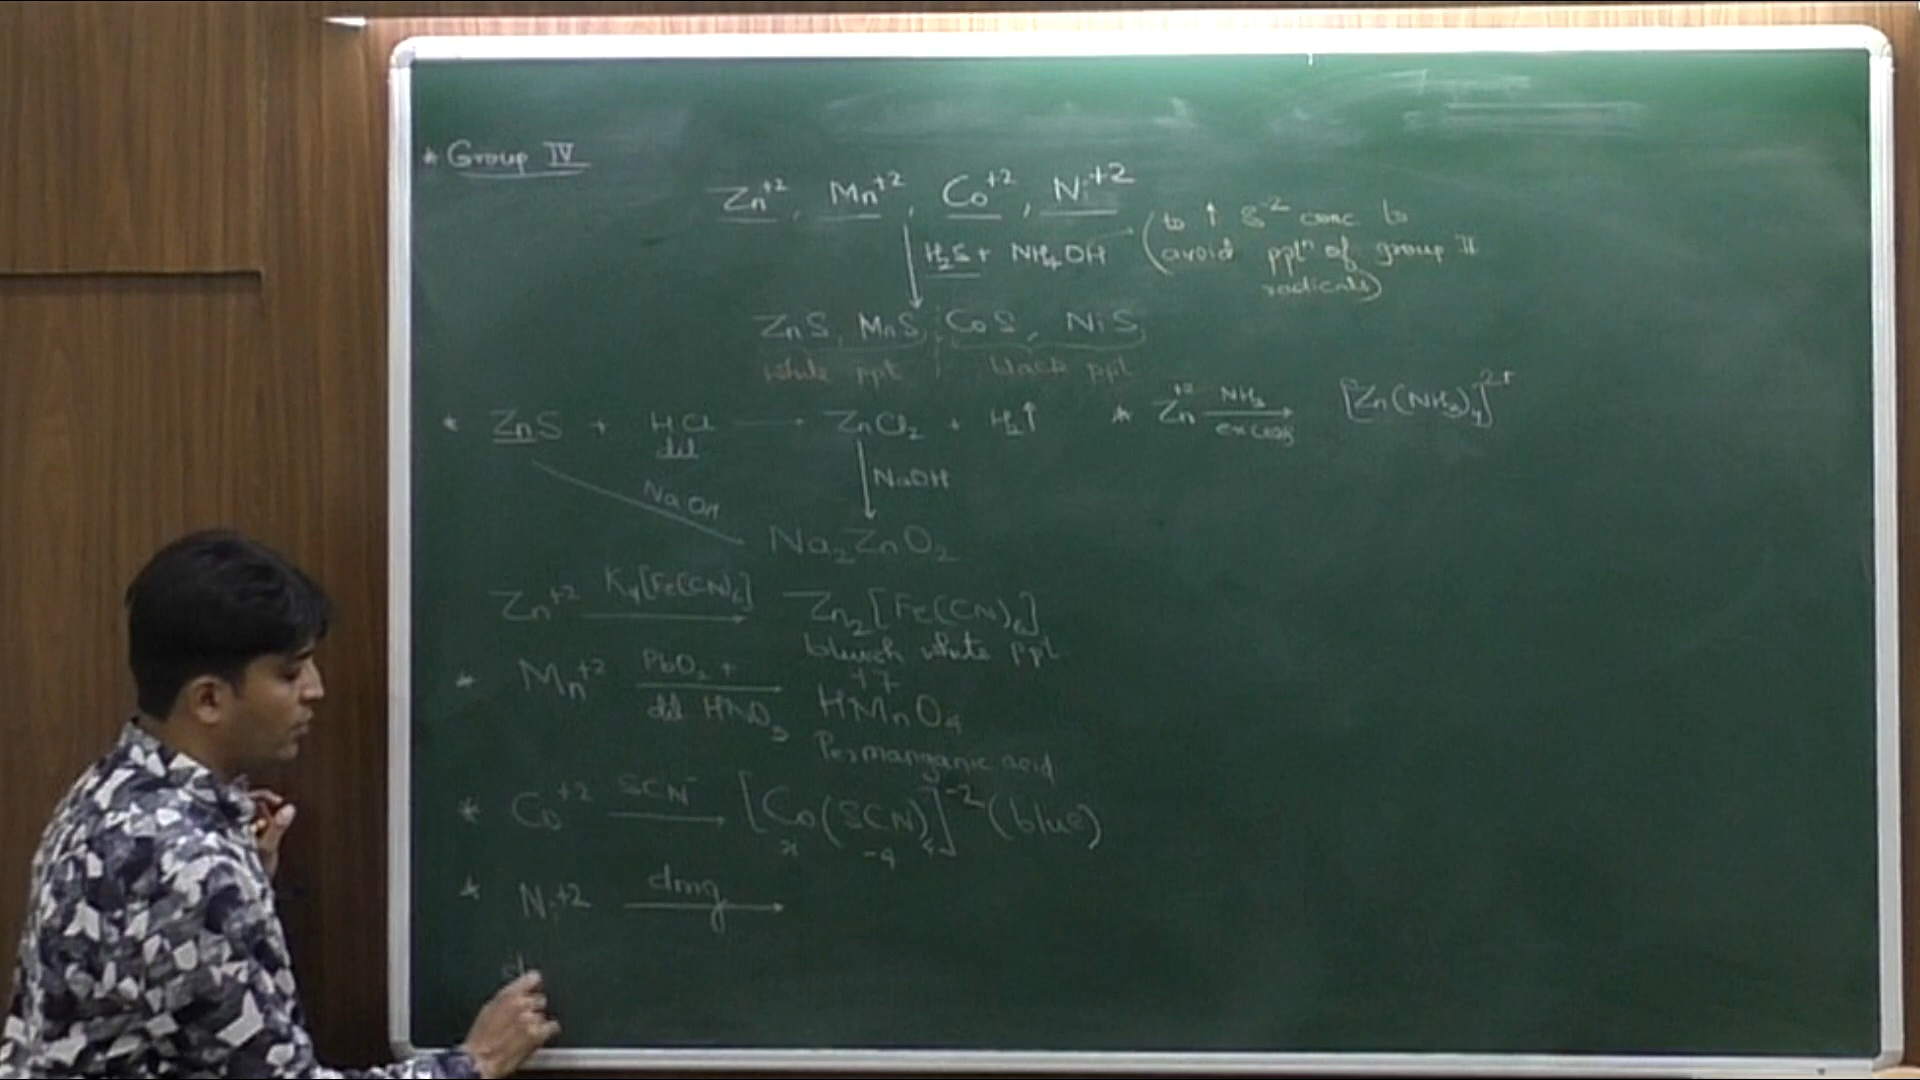 * Group IV
Zn+2, Mn+2, Co+2, Ni+2
H2S + NH4OH → (to ↑ S-2 conc to
avoid pptn of group II
radicals)
ZnS, MnS, CoS, NiS
white ppt black ppt
* ZnS + HCl → ZnCl2 + H2↑
dil
* Zn+2 NH3 → [Zn(NH3)4]2+
excess
NaOH
NaOH
Na2ZnO2
Zn+2 K4[Fe(CN)6] → Zn2[Fe(CN)6]
bluish white ppt
* Mn+2 PbO2 + dil HNO3 → +7
HMnO4
Permanganic acid
* Co+2 SCN- → [Co(SCN)4]-2 (blue)
x -4
* Ni+2 dmg →